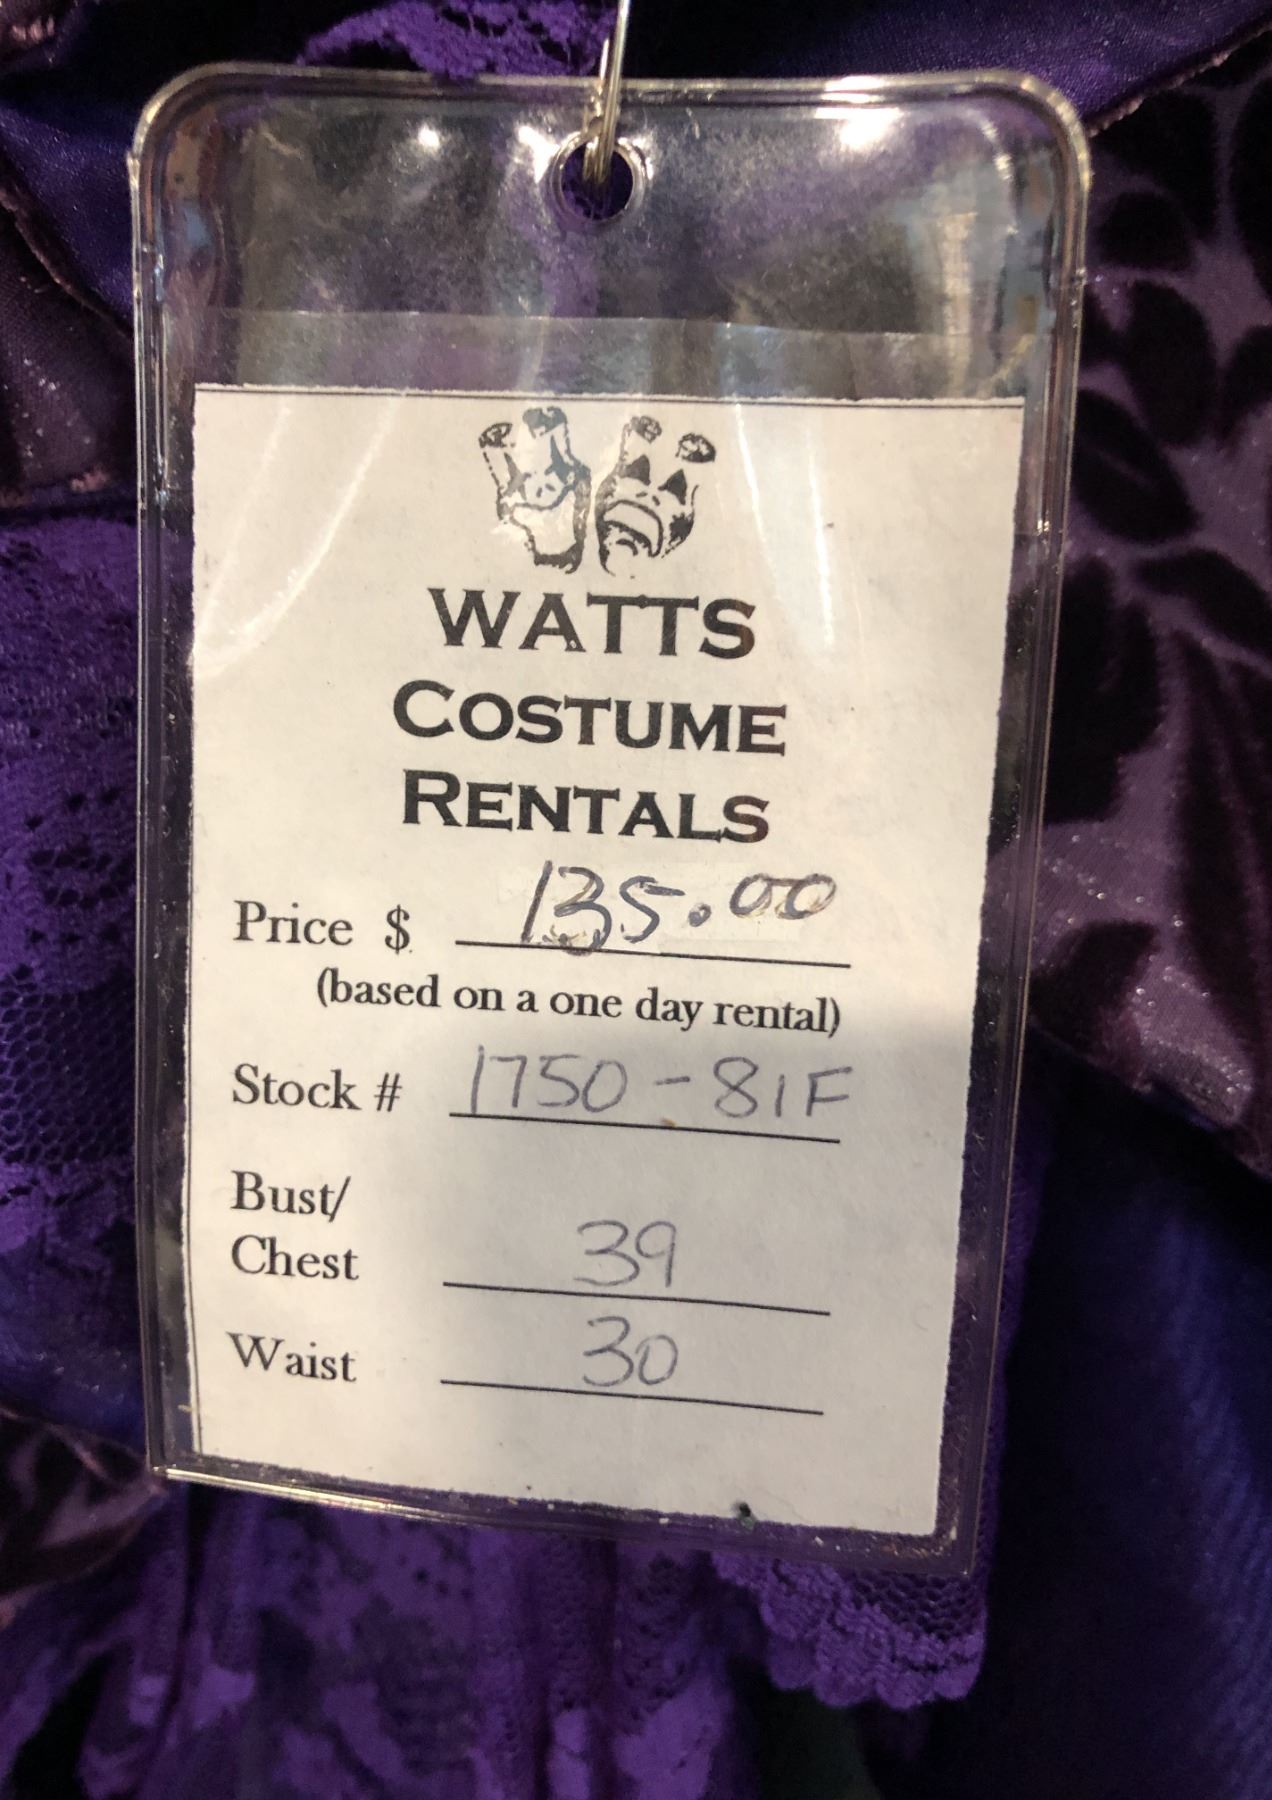 WATTS
COSTUME
RENTALS
Price $ 135.00
(based on a one day rental)
Stock # 1750-81F
Bust/
Chest 39
Waist 30